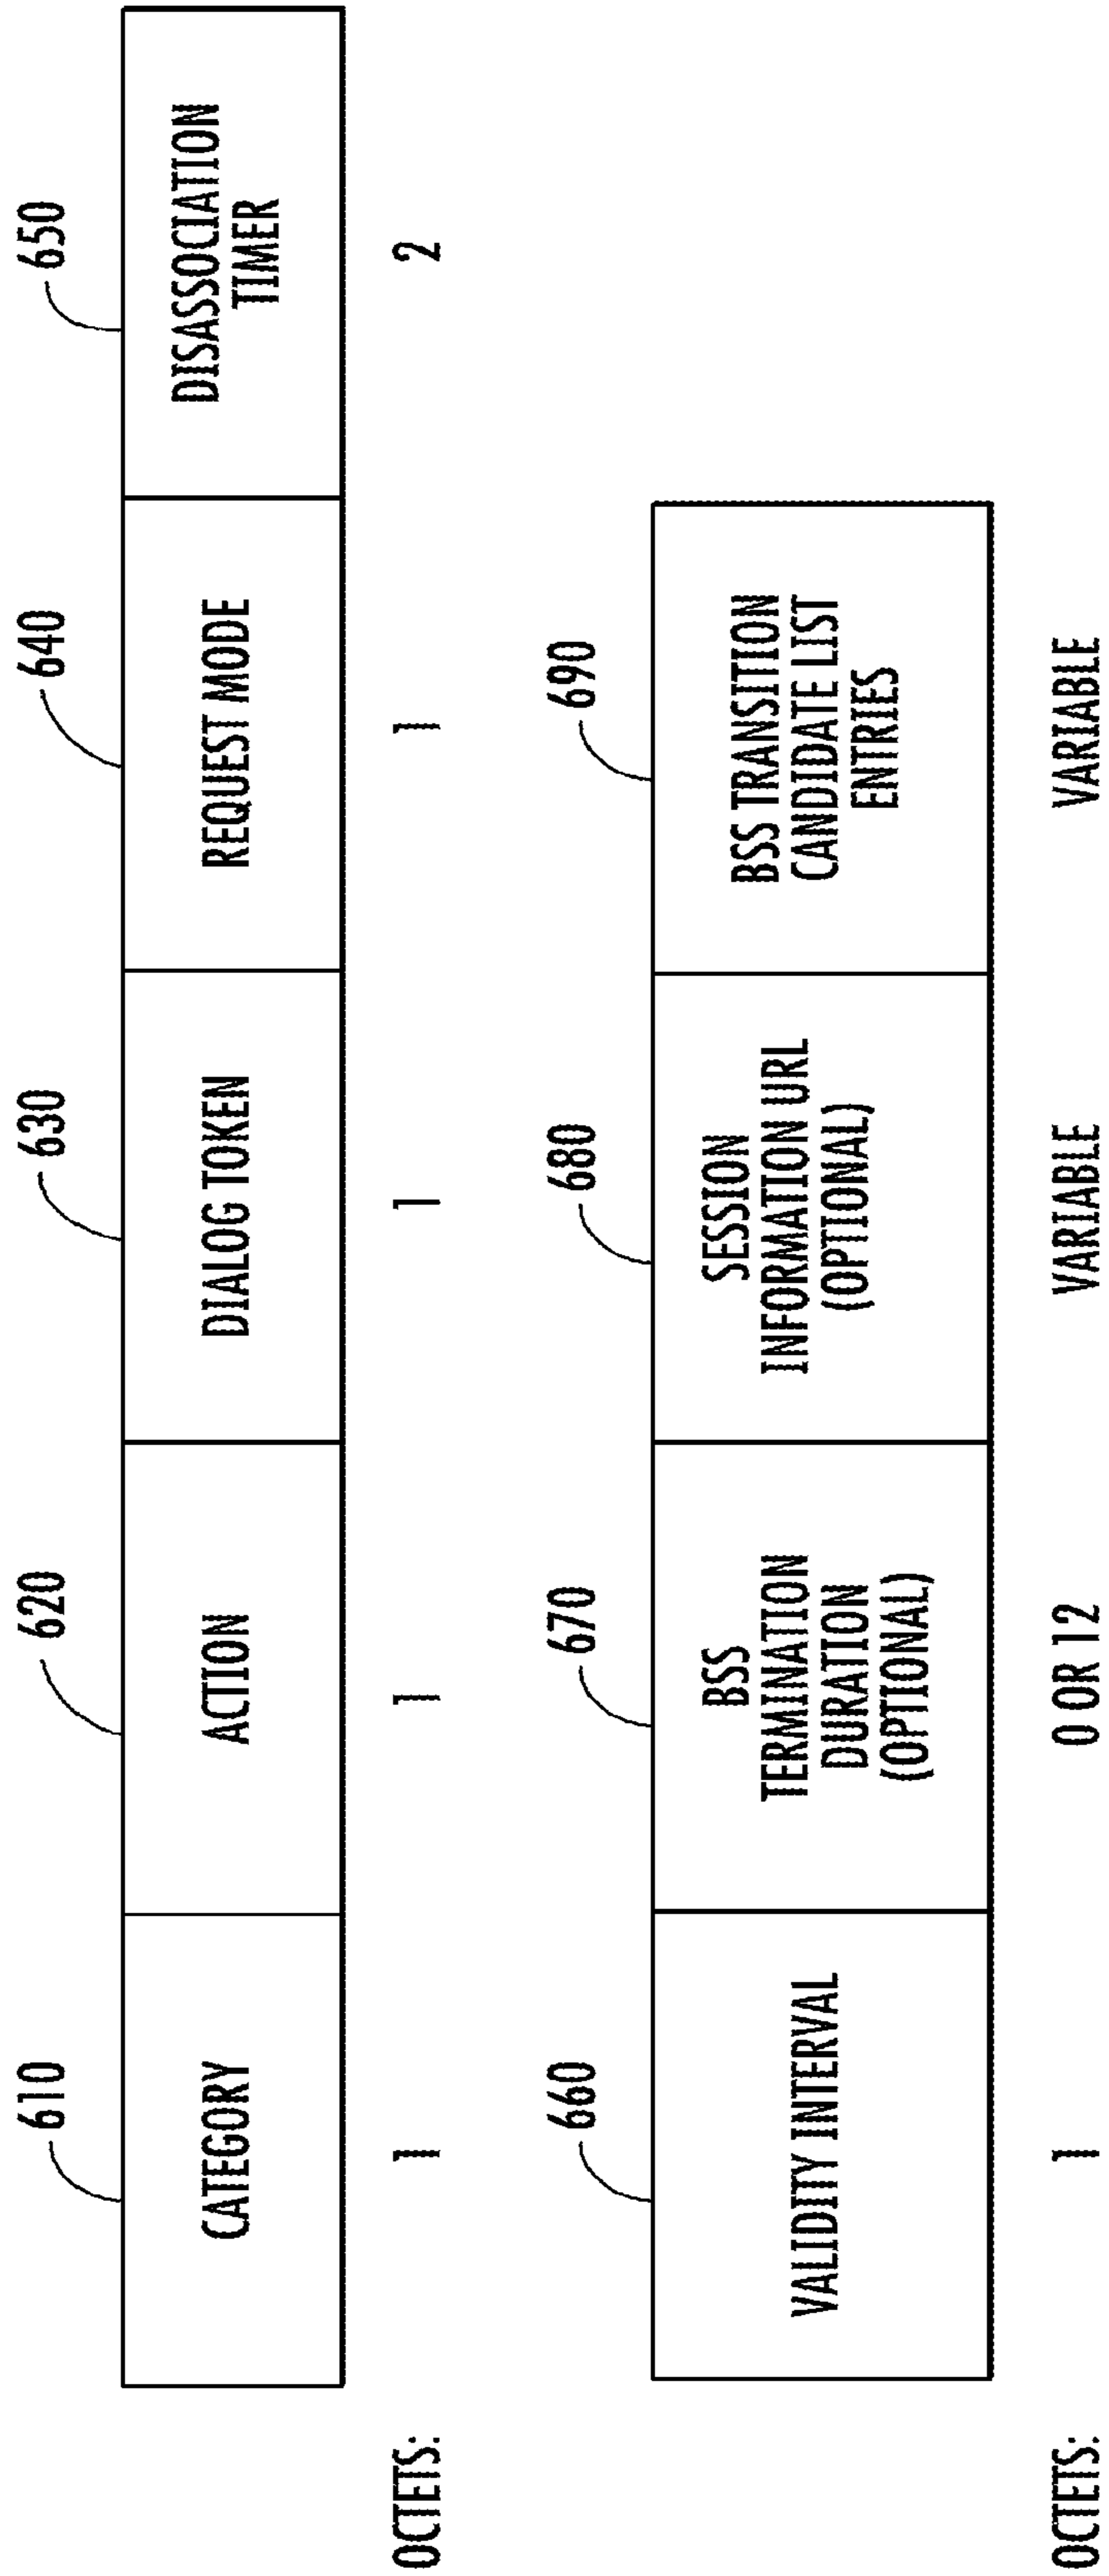 610
620
630
640
650
CATEGORY
ACTION
DIALOG TOKEN
REQUEST MODE
DISASSOCIATION
TIMER
OCTETS:
1
1
1
1
2
660
670
680
690
VALIDITY INTERVAL
BSS
TERMINATION
DURATION
(OPTIONAL)
SESSION
INFORMATION URL
(OPTIONAL)
BSS TRANSITION
CANDIDATE LIST
ENTRIES
OCTETS:
1
0 OR 12
VARIABLE
VARIABLE